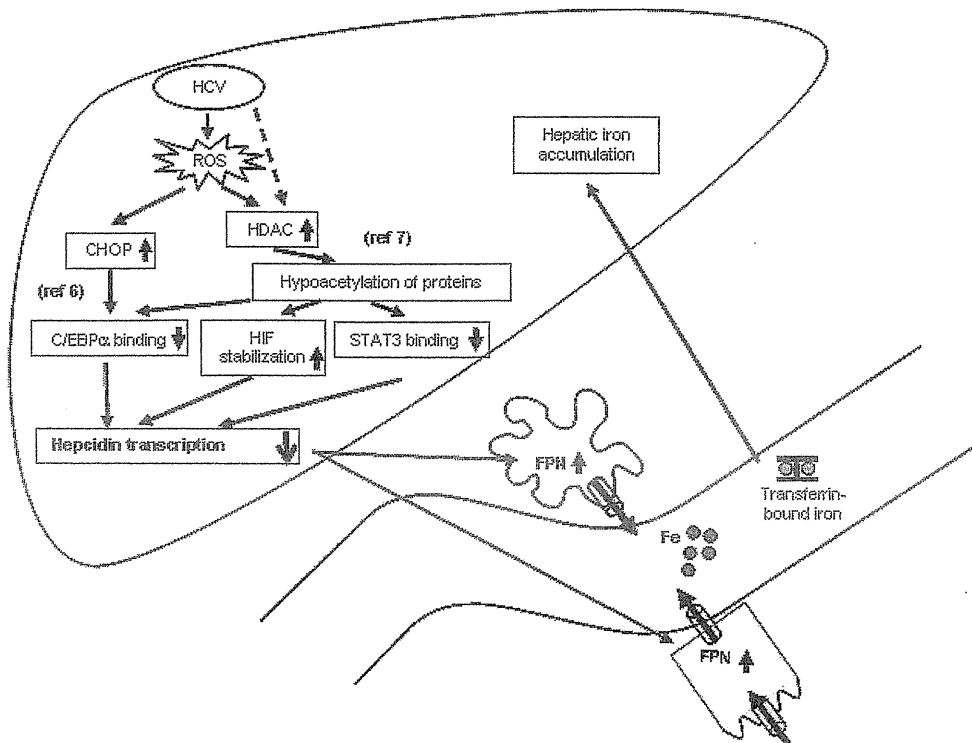 HCV
ROS
Hepatic iron
accumulation
HDAC
(ref 7)
CHOP
Hypoacetylation of proteins
(ref 6)
C/EBPα binding
HIF
stabilization
STAT3 binding
Hepcidin transcription
FPN
Transferrin-
bound iron
Fe
FPN